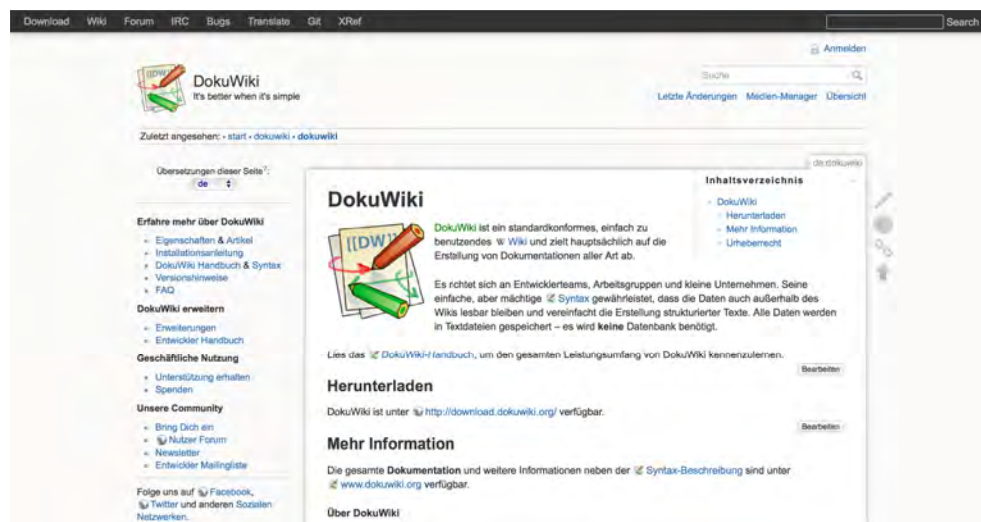 Download Wiki Forum IRC Bugs Translate Git XRef Search
Anmelden
[[DW]]
DokuWiki
It's better when it's simple
Suche
Letzte Änderungen Medien-Manager Übersicht
Zuletzt angesehen: • start • dokuwiki • dokuwiki
de:dokuwiki
Übersetzungen dieser Seite?:
de
Erfahre mehr über DokuWiki
Eigenschaften & Artikel
Installationsanleitung
DokuWiki Handbuch & Syntax
Versionshinweise
FAQ
DokuWiki erweitern
Erweiterungen
Entwickler Handbuch
Geschäftliche Nutzung
Unterstützung erhalten
Spenden
Unsere Community
Bring Dich ein
Nutzer Forum
Newsletter
Entwickler Mailingliste
Folge uns auf Facebook,
Twitter und anderen Sozialen
Netzwerken.
Inhaltsverzeichnis
DokuWiki
Herunterladen
Mehr Information
Urheberrecht
DokuWiki
[[DW]]
DokuWiki ist ein standardkonformes, einfach zu
benutzendes W Wiki und zielt hauptsächlich auf die
Erstellung von Dokumentationen aller Art ab.
Es richtet sich an Entwicklerteams, Arbeitsgruppen und kleine Unternehmen. Seine
einfache, aber mächtige Syntax gewährleistet, dass die Daten auch außerhalb des
Wikis lesbar bleiben und vereinfacht die Erstellung strukturierter Texte. Alle Daten werden
in Textdateien gespeichert – es wird keine Datenbank benötigt.
Lies das DokuWiki-Handbuch, um den gesamten Leistungsumfang von DokuWiki kennenzulernen.
Bearbeiten
Herunterladen
DokuWiki ist unter http://download.dokuwiki.org/ verfügbar.
Bearbeiten
Mehr Information
Die gesamte Dokumentation und weitere Informationen neben der Syntax-Beschreibung sind unter
www.dokuwiki.org verfügbar.
Über DokuWiki